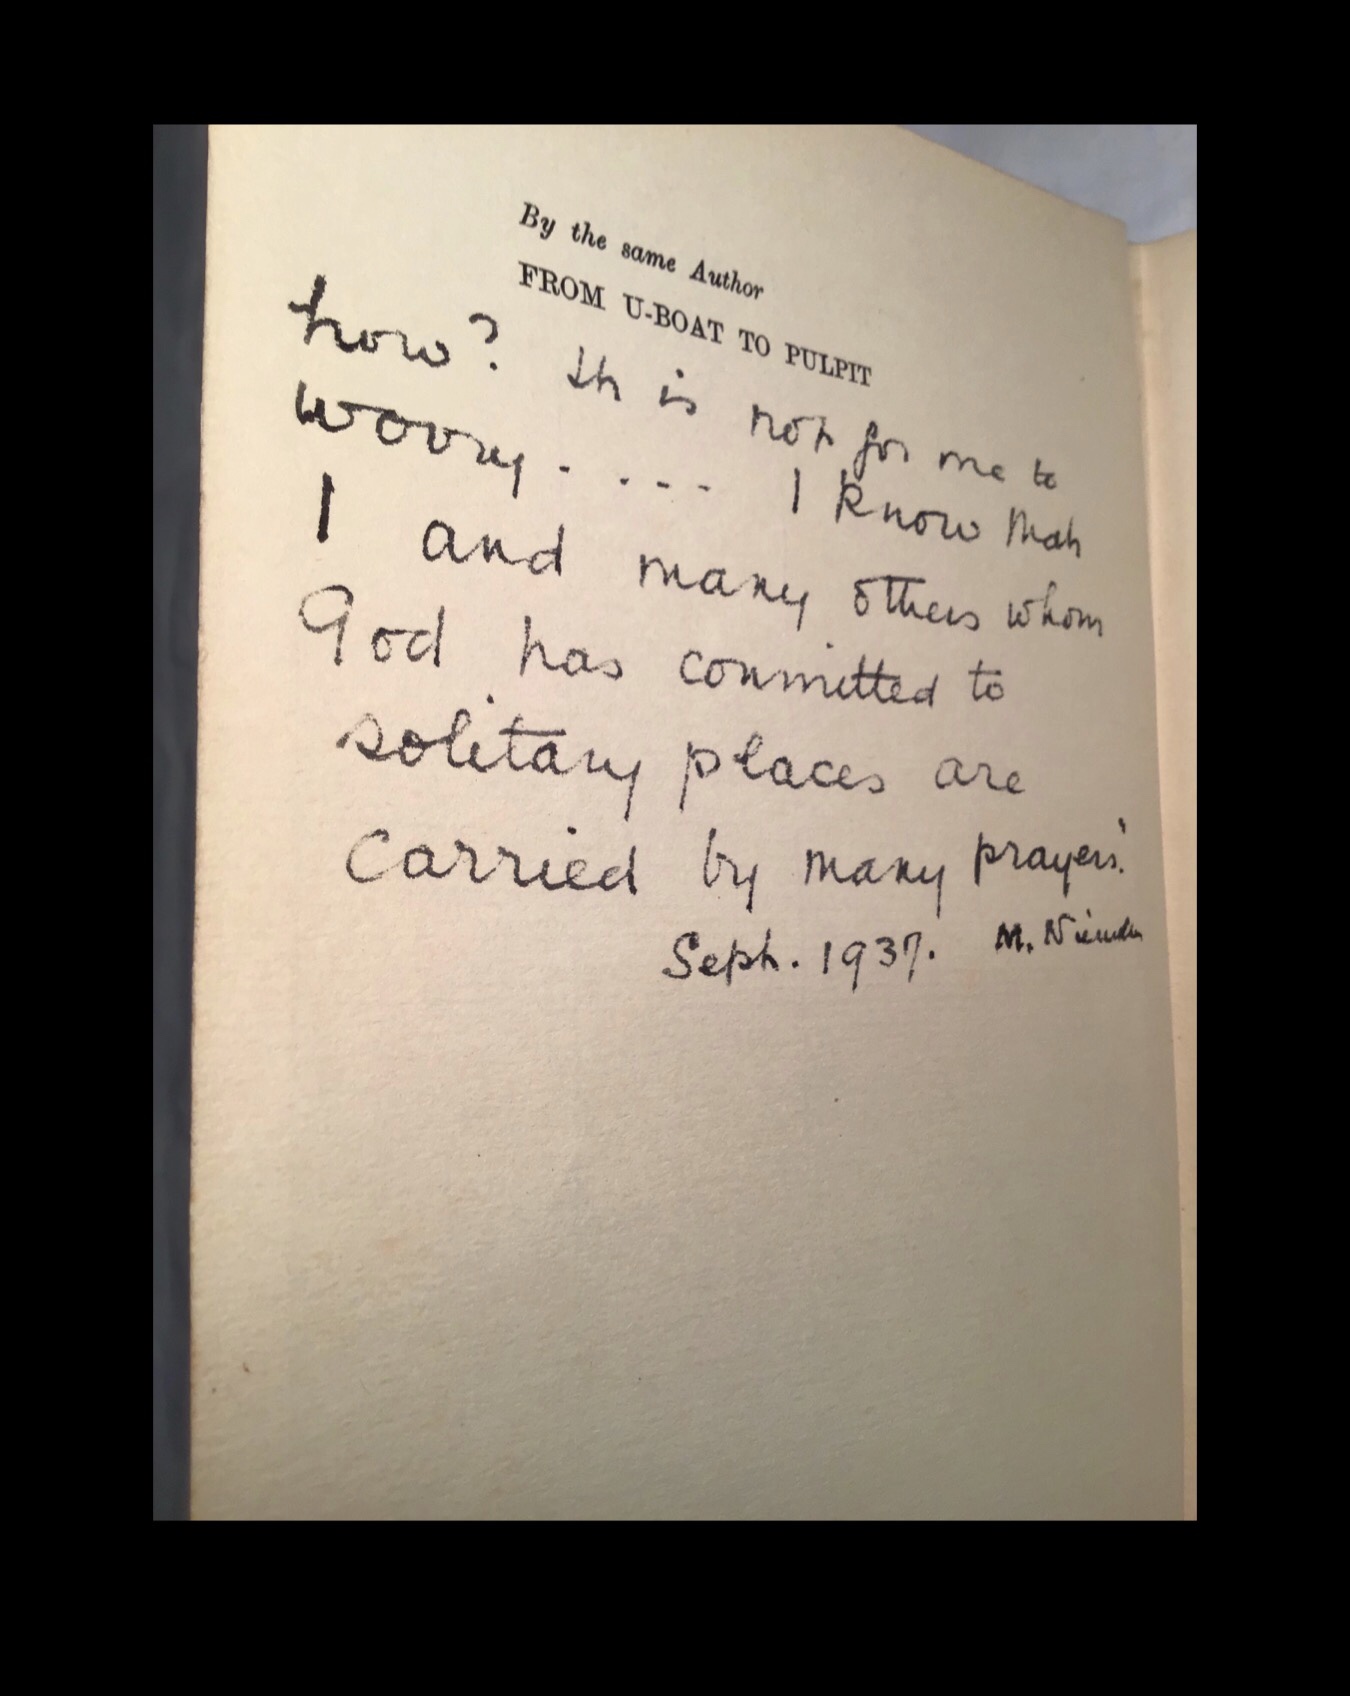 By the same Author
FROM U-BOAT TO PULPIT
how? It is not for me to
worry. . . . . I know that
I and many others whom
God has committed to
solitary places are
carried by many prayers."
Sept. 1937. M. Niemöller